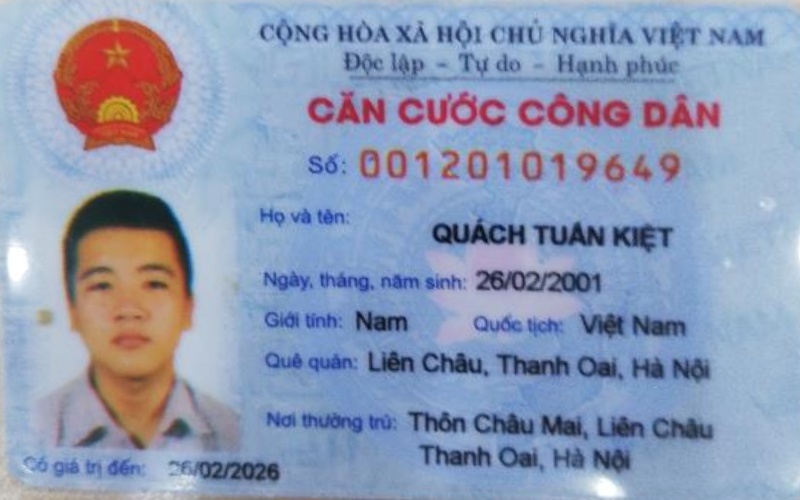 CỘNG HÒA XÃ HỘI CHỦ NGHĨA VIỆT NAM
Độc lập - Tự do - Hạnh phúc
CĂN CƯỚC CÔNG DÂN
Số: 001201019649
Họ và tên: QUÁCH TUẤN KIỆT
Ngày, tháng, năm sinh: 26/02/2001
Giới tính: Nam Quốc tịch: Việt Nam
Quê quán: Liên Châu, Thanh Oai, Hà Nội
Nơi thường trú: Thôn Châu Mai, Liên Châu
Thanh Oai, Hà Nội
Có giá trị đến: 26/02/2026